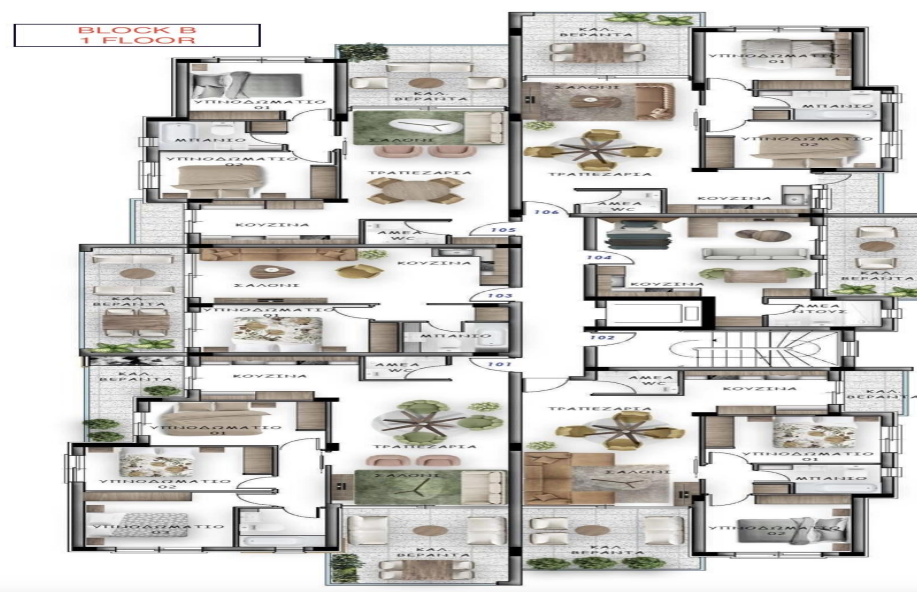 BLOCK B
1 FLOOR
ΚΑΛ.
ΒΕΡΑΝΤΑ
ΥΠΝΟΔΩΜΑΤΙΟ
01
ΚΑΛ.
ΒΕΡΑΝΤΑ
ΥΠΝΟΔΩΜΑΤΙΟ
01
ΣΑΛΟΝΙ
ΜΠΑΝΙΟ
ΜΠΑΝΙΟ
ΣΑΛΟΝΙ
ΥΠΝΟΔΩΜΑΤΙΟ
02
ΥΠΝΟΔΩΜΑΤΙΟ
02
ΤΡΑΠΕΖΑΡΙΑ
ΤΡΑΠΕΖΑΡΙΑ
ΑΜΕΑ
WC
ΚΟΥΖΙΝΑ
106
ΚΟΥΖΙΝΑ
ΑΜΕΑ
WC
105
104
ΚΟΥΖΙΝΑ
ΣΑΛΟΝΙ
ΚΟΥΖΙΝΑ
ΚΑΛ.
ΒΕΡΑΝΤΑ
ΚΑΛ.
ΒΕΡΑΝΤΑ
103
ΥΠΝΟΔΩΜΑΤΙΟ
01
ΑΜΕΑ
ΝΤΟΥΣ
ΜΠΑΝΙΟ
102
ΑΜΕΑ
WC
101
ΚΑΛ.
ΒΕΡΑΝΤΑ
ΚΟΥΖΙΝΑ
ΑΜΕΑ
WC
ΚΟΥΖΙΝΑ
ΚΑΛ.
ΒΕΡΑΝΤΑ
ΤΡΑΠΕΖΑΡΙΑ
ΥΠΝΟΔΩΜΑΤΙΟ
01
ΤΡΑΠΕΖΑΡΙΑ
ΥΠΝΟΔΩΜΑΤΙΟ
01
ΥΠΝΟΔΩΜΑΤΙΟ
02
ΣΑΛΟΝΙ
ΣΑΛΟΝΙ
ΜΠΑΝΙΟ
ΥΠΝΟΔΩΜΑΤΙΟ
03
ΥΠΝΟΔΩΜΑΤΙΟ
02
ΚΑΛ.
ΒΕΡΑΝΤΑ
ΚΑΛ.
ΒΕΡΑΝΤΑ